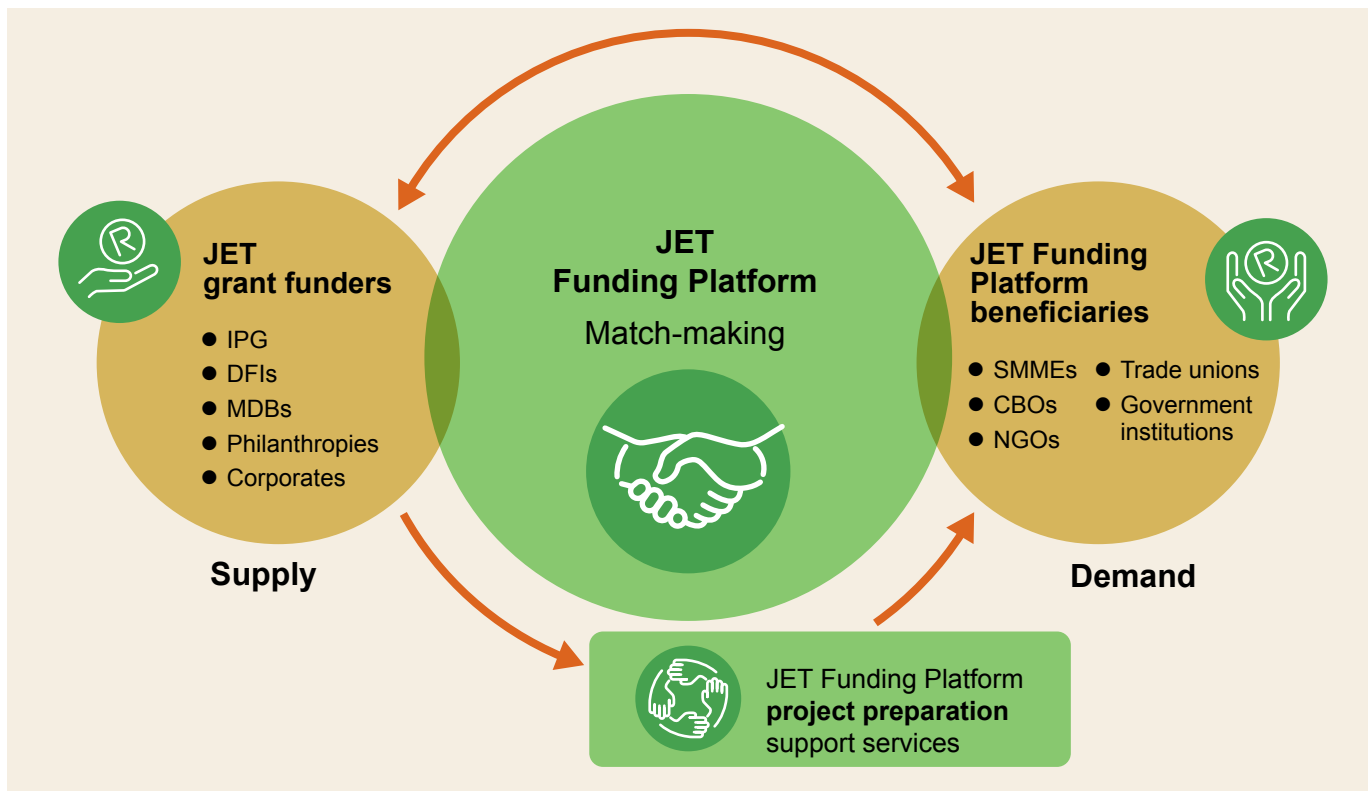 JET
grant funders
● IPG
● DFIs
● MDBs
● Philanthropies
● Corporates
Supply
JET
Funding Platform
Match-making
JET Funding
Platform
beneficiaries
● SMMEs
● CBOs
● NGOs
● Trade unions
● Government
institutions
Demand
JET Funding Platform
project preparation
support services
R
R